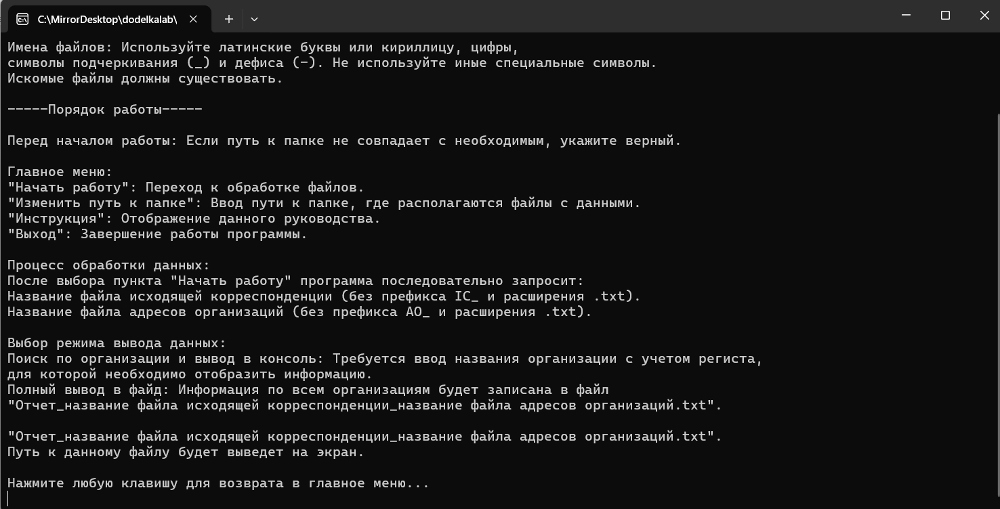 C:\MirrorDesktop\dodelkalab\
Имена файлов: Используйте латинские буквы или кириллицу, цифры,
символы подчеркивания (_) и дефиса (-). Не используйте иные специальные символы.
Искомые файлы должны существовать.
-----Порядок работы-----
Перед началом работы: Если путь к папке не совпадает с необходимым, укажите верный.
Главное меню:
"Начать работу": Переход к обработке файлов.
"Изменить путь к папке": Ввод пути к папке, где располагаются файлы с данными.
"Инструкция": Отображение данного руководства.
"Выход": Завершение работы программы.
Процесс обработки данных:
После выбора пункта "Начать работу" программа последовательно запросит:
Название файла исходящей корреспонденции (без префикса IC_ и расширения .txt).
Название файла адресов организаций (без префикса AO_ и расширения .txt).
Выбор режима вывода данных:
Поиск по организации и вывод в консоль: Требуется ввод названия организации с учетом региста,
для которой необходимо отобразить информацию.
Полный вывод в файд: Информация по всем организациям будет записана в файл
"Отчет_название файла исходящей корреспонденции_название файла адресов организаций.txt".
"Отчет_название файла исходящей корреспонденции_название файла адресов организаций.txt".
Путь к данному файлу будет выведет на экран.
Нажмите любую клавишу для возврата в главное меню...